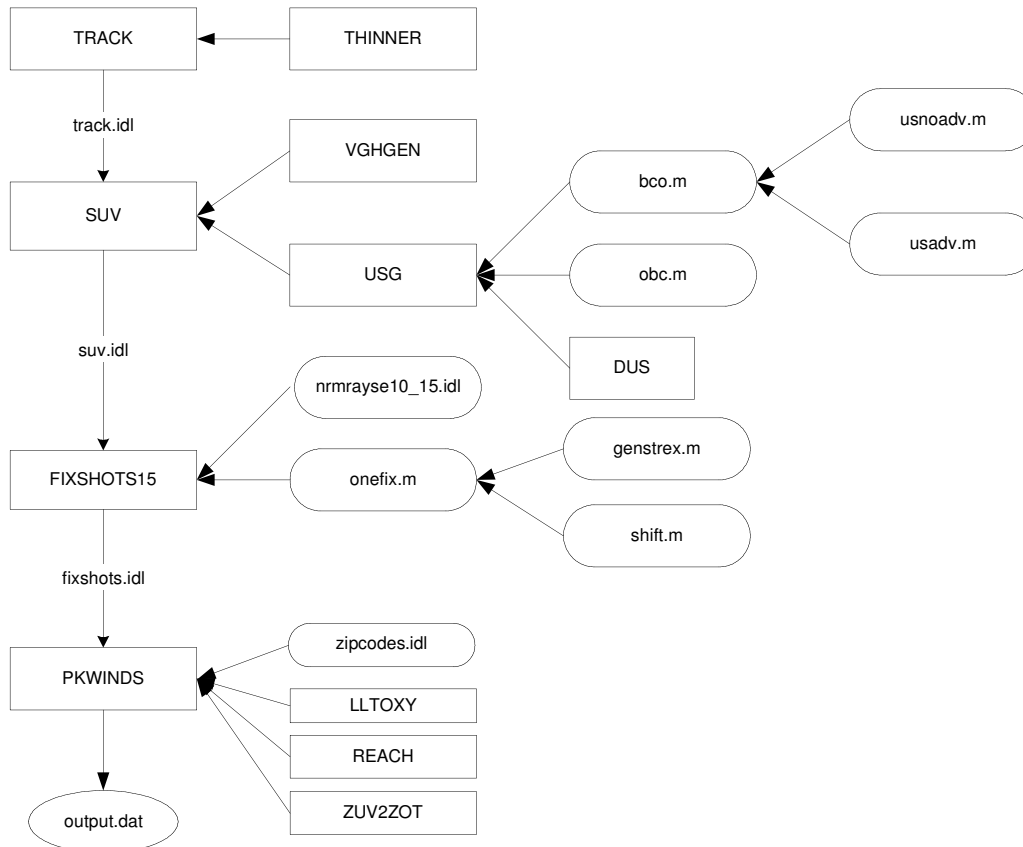 TRACK
THINNER
track.idl
VGHGEN
usnoadv.m
bco.m
SUV
usadv.m
USG
obc.m
suv.idl
DUS
nrmrayse10_15.idl
genstrex.m
FIXSHOTS15
onefix.m
shift.m
fixshots.idl
zipcodes.idl
PKWINDS
LLTOXY
REACH
ZUV2ZOT
output.dat